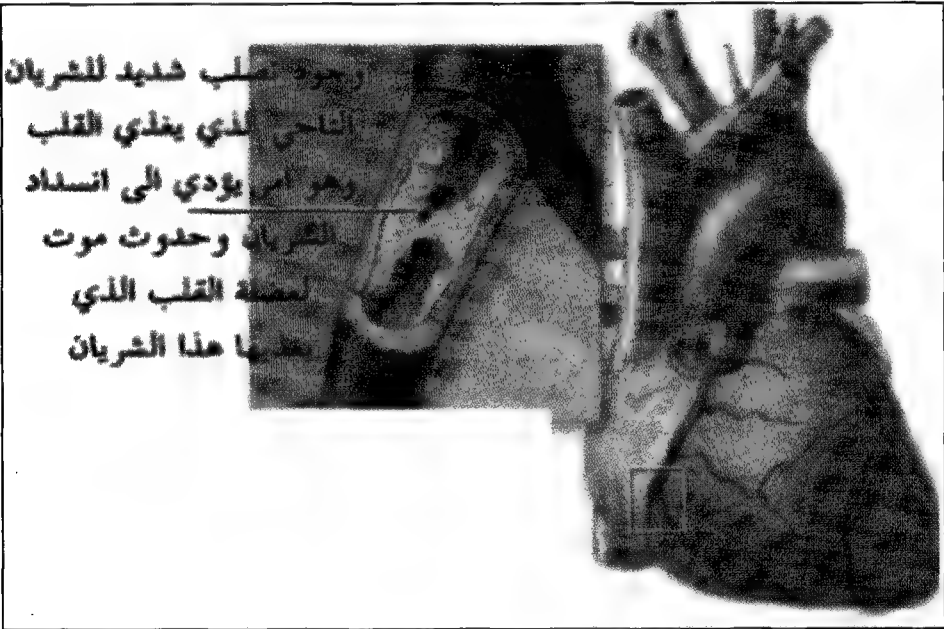 وجود تصلب شديد للشريان
التاجي الذي يغذي القلب
وهو أمر يؤدي الى انسداد
الشريان وحدوث موت
لعضلة القلب الذي
هذا الشريان